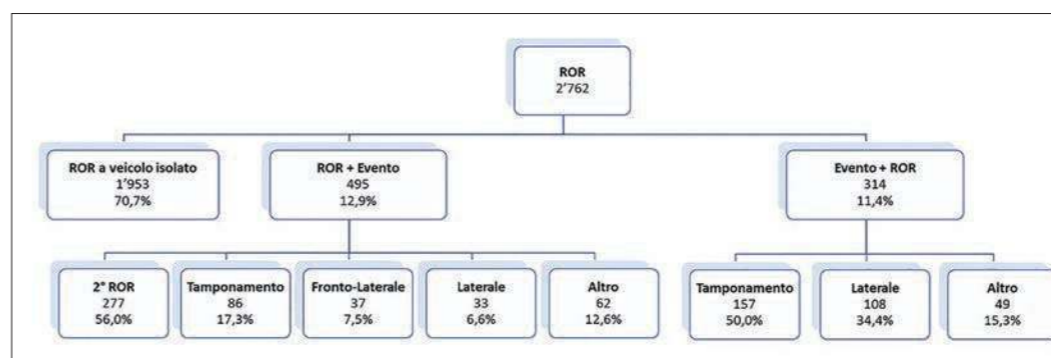 ROR
2’762
ROR a veicolo isolato
1’953
70,7%
ROR + Evento
495
12,9%
Evento + ROR
314
11,4%
2° ROR
277
56,0%
Tamponamento
86
17,3%
Fronto-Laterale
37
7,5%
Laterale
33
6,6%
Altro
62
12,6%
Tamponamento
157
50,0%
Laterale
108
34,4%
Altro
49
15,3%